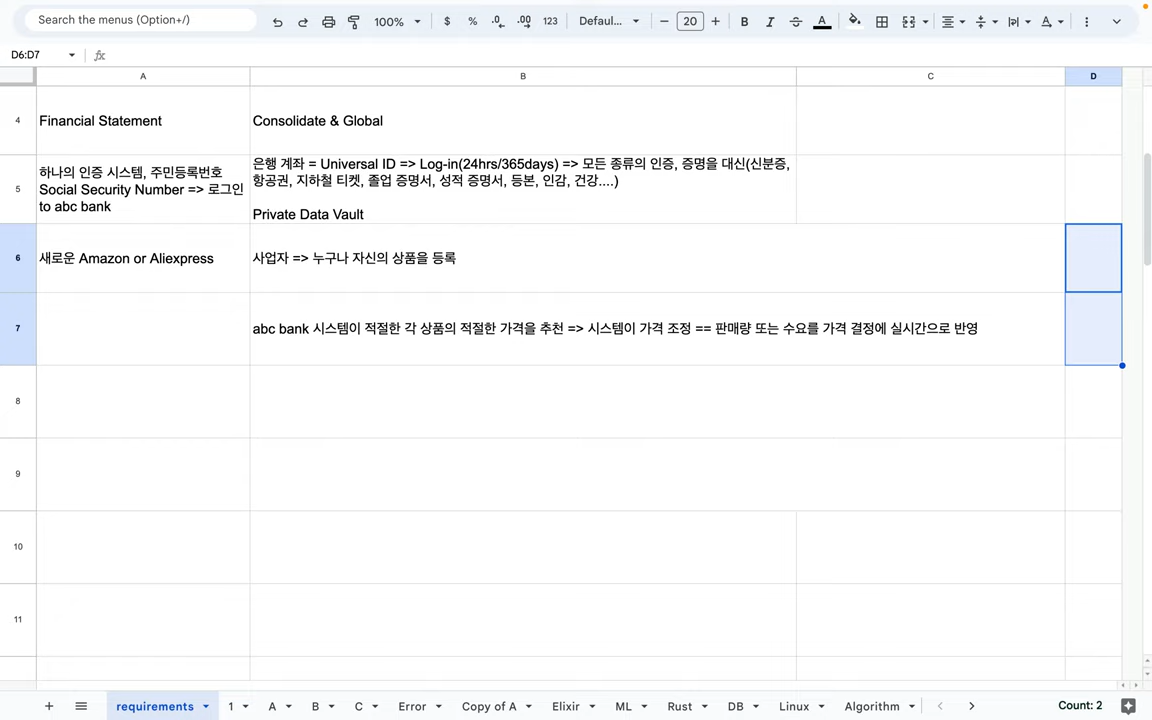 Search the menus (Option+/)
100%
$
%
.0
.00
123
Defaul...
20
B
I
S
A
D6:D7
fx
A
B
C
D
4
Financial Statement
Consolidate & Global
5
하나의 인증 시스템, 주민등록번호
Social Security Number => 로그인
to abc bank
은행 계좌 = Universal ID => Log-in(24hrs/365days) => 모든 종류의 인증, 증명을 대신(신분증,
항공권, 지하철 티켓, 졸업 증명서, 성적 증명서, 등본, 인감, 건강....)
Private Data Vault
6
새로운 Amazon or Aliexpress
사업자 => 누구나 자신의 상품을 등록
7
abc bank 시스템이 적절한 각 상품의 적절한 가격을 추천 => 시스템이 가격 조정 == 판매량 또는 수요를 가격 결정에 실시간으로 반영
8
9
10
11
requirements
1
A
B
C
Error
Copy of A
Elixir
ML
Rust
DB
Linux
Algorithm
Count: 2